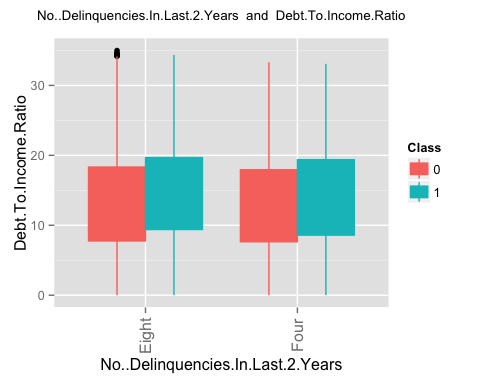 No..Delinquencies.In.Last.2.Years and Debt.To.Income.Ratio
Debt.To.Income.Ratio
30
20
10
0
Eight
Four
No..Delinquencies.In.Last.2.Years
Class
0
1